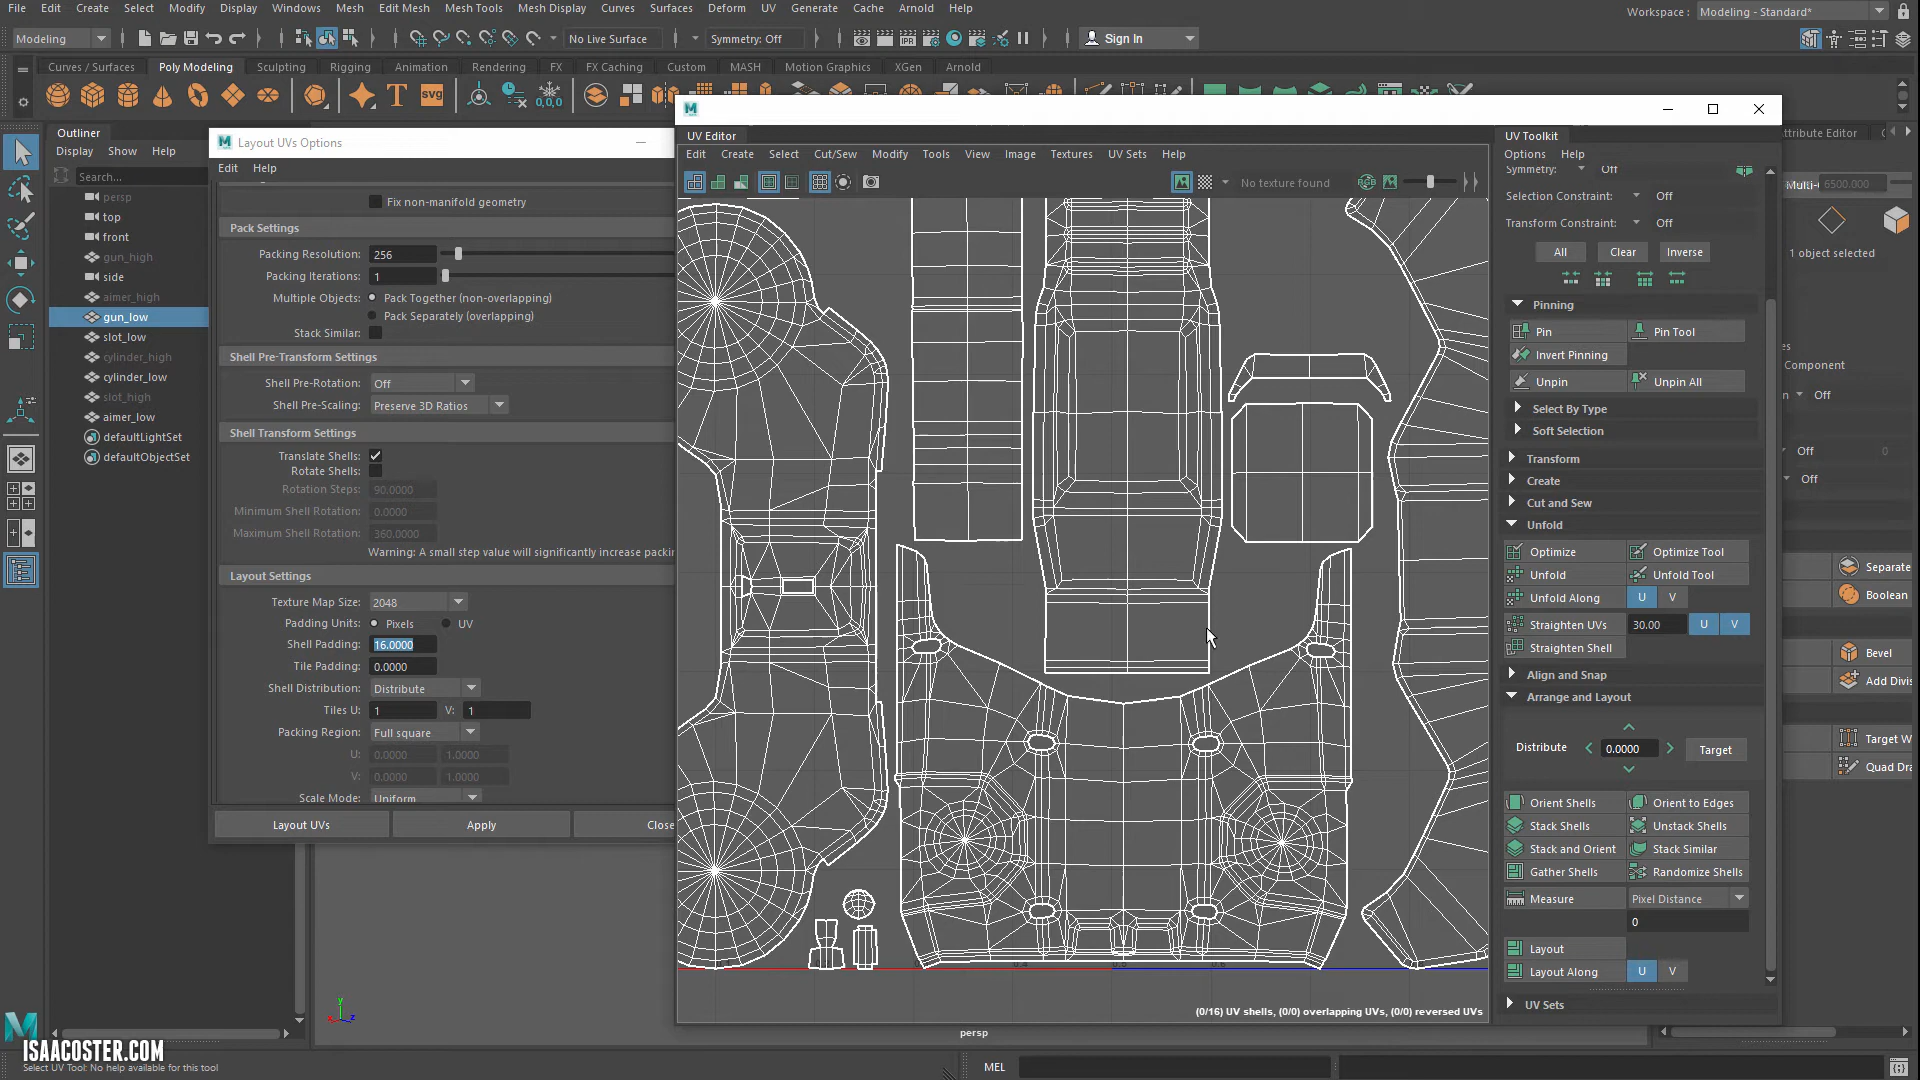 File Edit Create Select Modify Display Windows Mesh Edit Mesh Mesh Tools Mesh Display Curves Surfaces Deform UV Generate Cache Arnold Help
Workspace : Modeling - Standard*
Modeling No Live Surface Symmetry: Off Sign In
Curves / Surfaces Poly Modeling Sculpting Rigging Animation Rendering FX FX Caching Custom MASH Motion Graphics XGen Arnold
Outliner
Display Show Help
Search...
persp
top
front
gun_high
side
aimer_high
gun_low
slot_low
cylinder_high
cylinder_low
slot_high
aimer_low
defaultLightSet
defaultObjectSet
Layout UVs Options
Edit Help
Fix non-manifold geometry
Pack Settings
Packing Resolution: 256
Packing Iterations: 1
Multiple Objects: Pack Together (non-overlapping)
Pack Separately (overlapping)
Stack Similar:
Shell Pre-Transform Settings
Shell Pre-Rotation: Off
Shell Pre-Scaling: Preserve 3D Ratios
Shell Transform Settings
Translate Shells:
Rotate Shells:
Rotation Steps: 90.0000
Minimum Shell Rotation: 0.0000
Maximum Shell Rotation: 360.0000
Warning: A small step value will significantly increase packi
Layout Settings
Texture Map Size: 2048
Padding Units: Pixels UV
Shell Padding: 16.0000
Tile Padding: 0.0000
Shell Distribution: Distribute
Tiles U: 1 V: 1
Packing Region: Full square
U: 0.0000 1.0000
V: 0.0000 1.0000
Scale Mode: Uniform
Layout UVs Apply Close
UV Editor
Edit Create Select Cut/Sew Modify Tools View Image Textures UV Sets Help
No texture found
(0/16) UV shells, (0/0) overlapping UVs, (0/0) reversed UVs
UV Toolkit
Options Help
Symmetry: Off
Selection Constraint: Off
Transform Constraint: Off
All Clear Inverse
Pinning
Pin Pin Tool
Invert Pinning
Unpin Unpin All
Select By Type
Soft Selection
Transform
Create
Cut and Sew
Unfold
Optimize Optimize Tool
Unfold Unfold Tool
Unfold Along U V
Straighten UVs 30.00 U V
Straighten Shell
Align and Snap
Arrange and Layout
Distribute 0.0000 Target
Orient Shells Orient to Edges
Stack Shells Unstack Shells
Stack and Orient Stack Similar
Gather Shells Randomize Shells
Measure Pixel Distance
0
Layout
Layout Along U V
UV Sets
ttribute Editor
Multi- 6500.000
1 object selected
Component
Off
Off 0
Off
Separate
Boolean
Bevel
Add Divi
Target W
Quad Dra
persp
y
x z
MEL
ISAACOSTER.COM
Select UV Tool: No help available for this tool